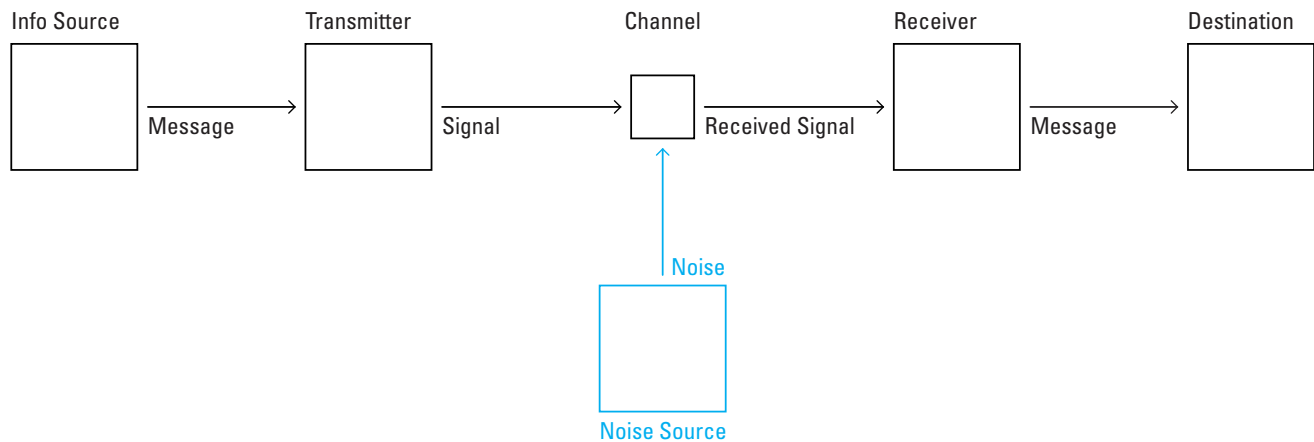 Info Source
Transmitter
Channel
Receiver
Destination
Message
Signal
Received Signal
Message
Noise
Noise Source